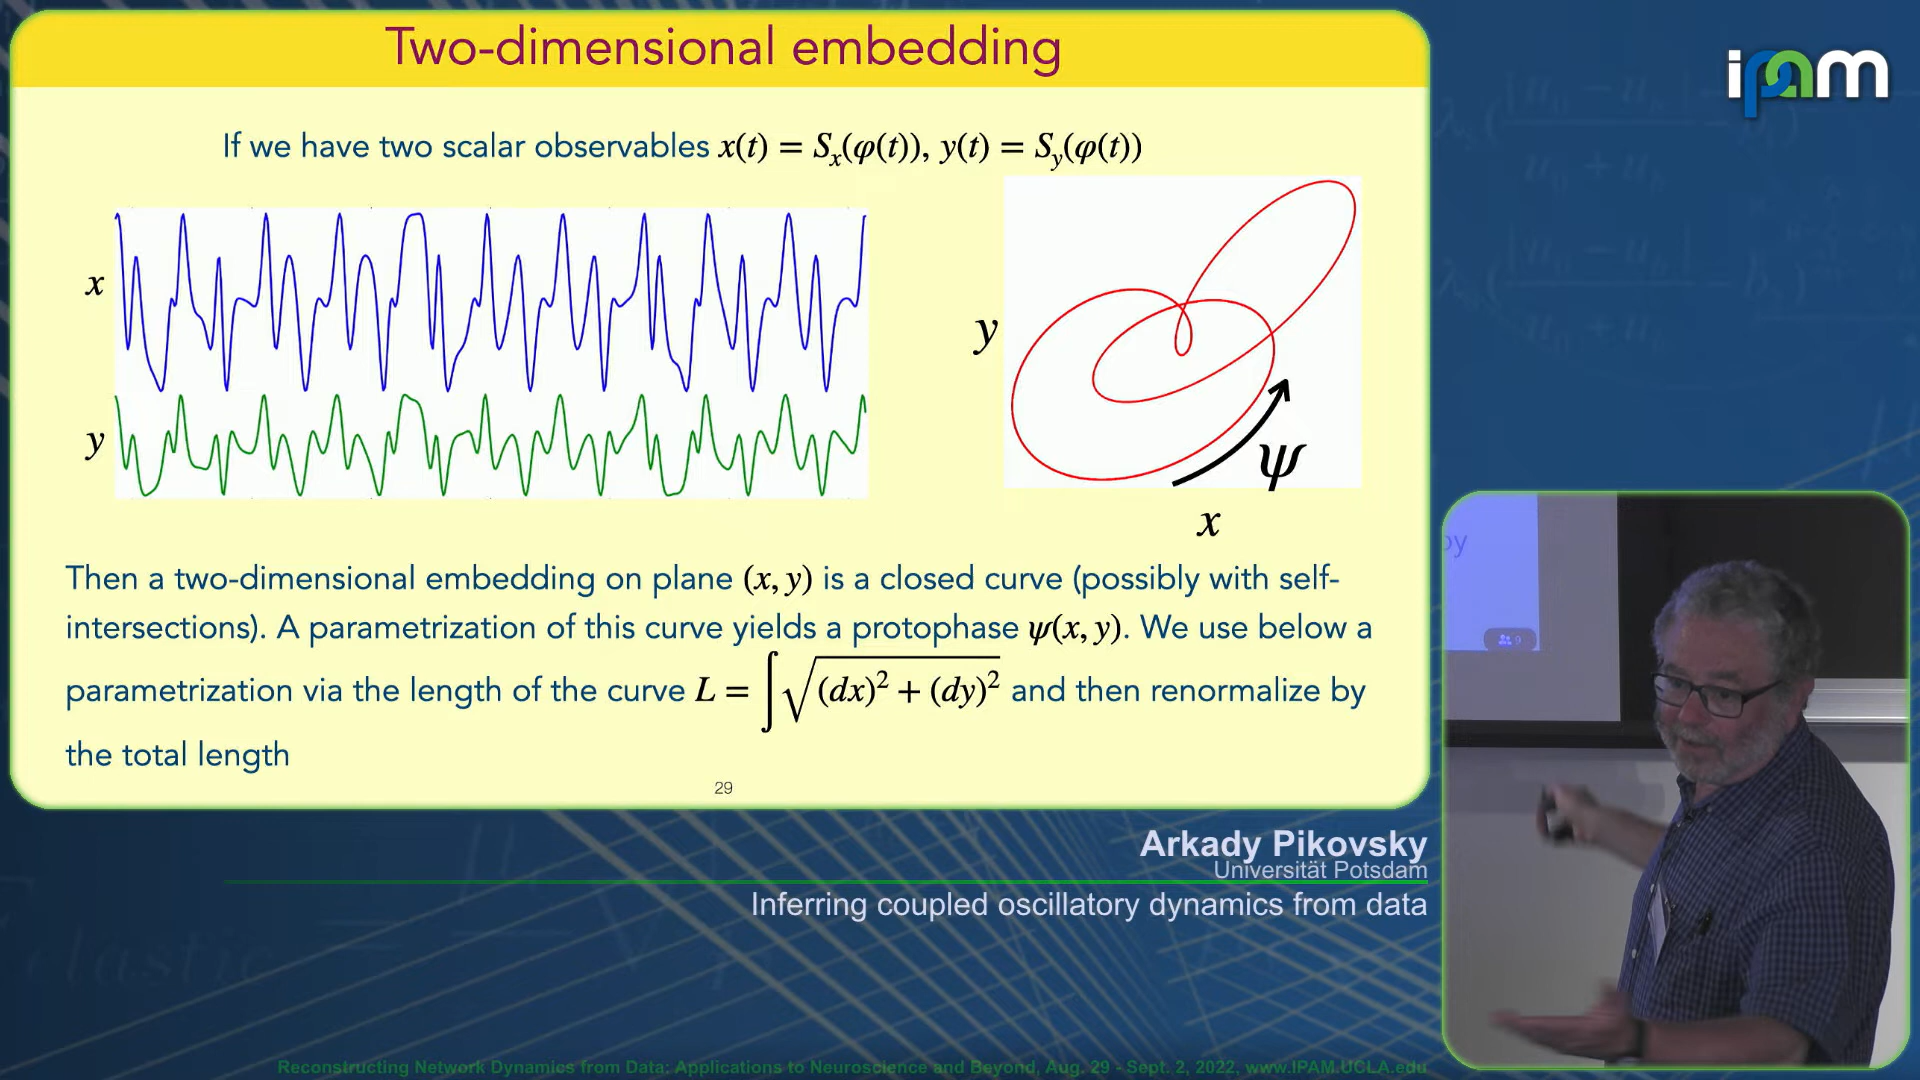 Two-dimensional embedding
ipam
If we have two scalar observables x(t) = Sₓ(φ(t)), y(t) = S_y(φ(t))
x
y
y
ψ
x
Then a two-dimensional embedding on plane (x, y) is a closed curve (possibly with self-
intersections). A parametrization of this curve yields a protophase ψ(x, y). We use below a
parametrization via the length of the curve L = ∫√((dx)² + (dy)²) and then renormalize by
the total length
29
by
9
Arkady Pikovsky
Universität Potsdam
Inferring coupled oscillatory dynamics from data
Reconstructing Network Dynamics from Data: Applications to Neuroscience and Beyond, Aug. 29 - Sept. 2, 2022, www.IPAM.UCLA.edu